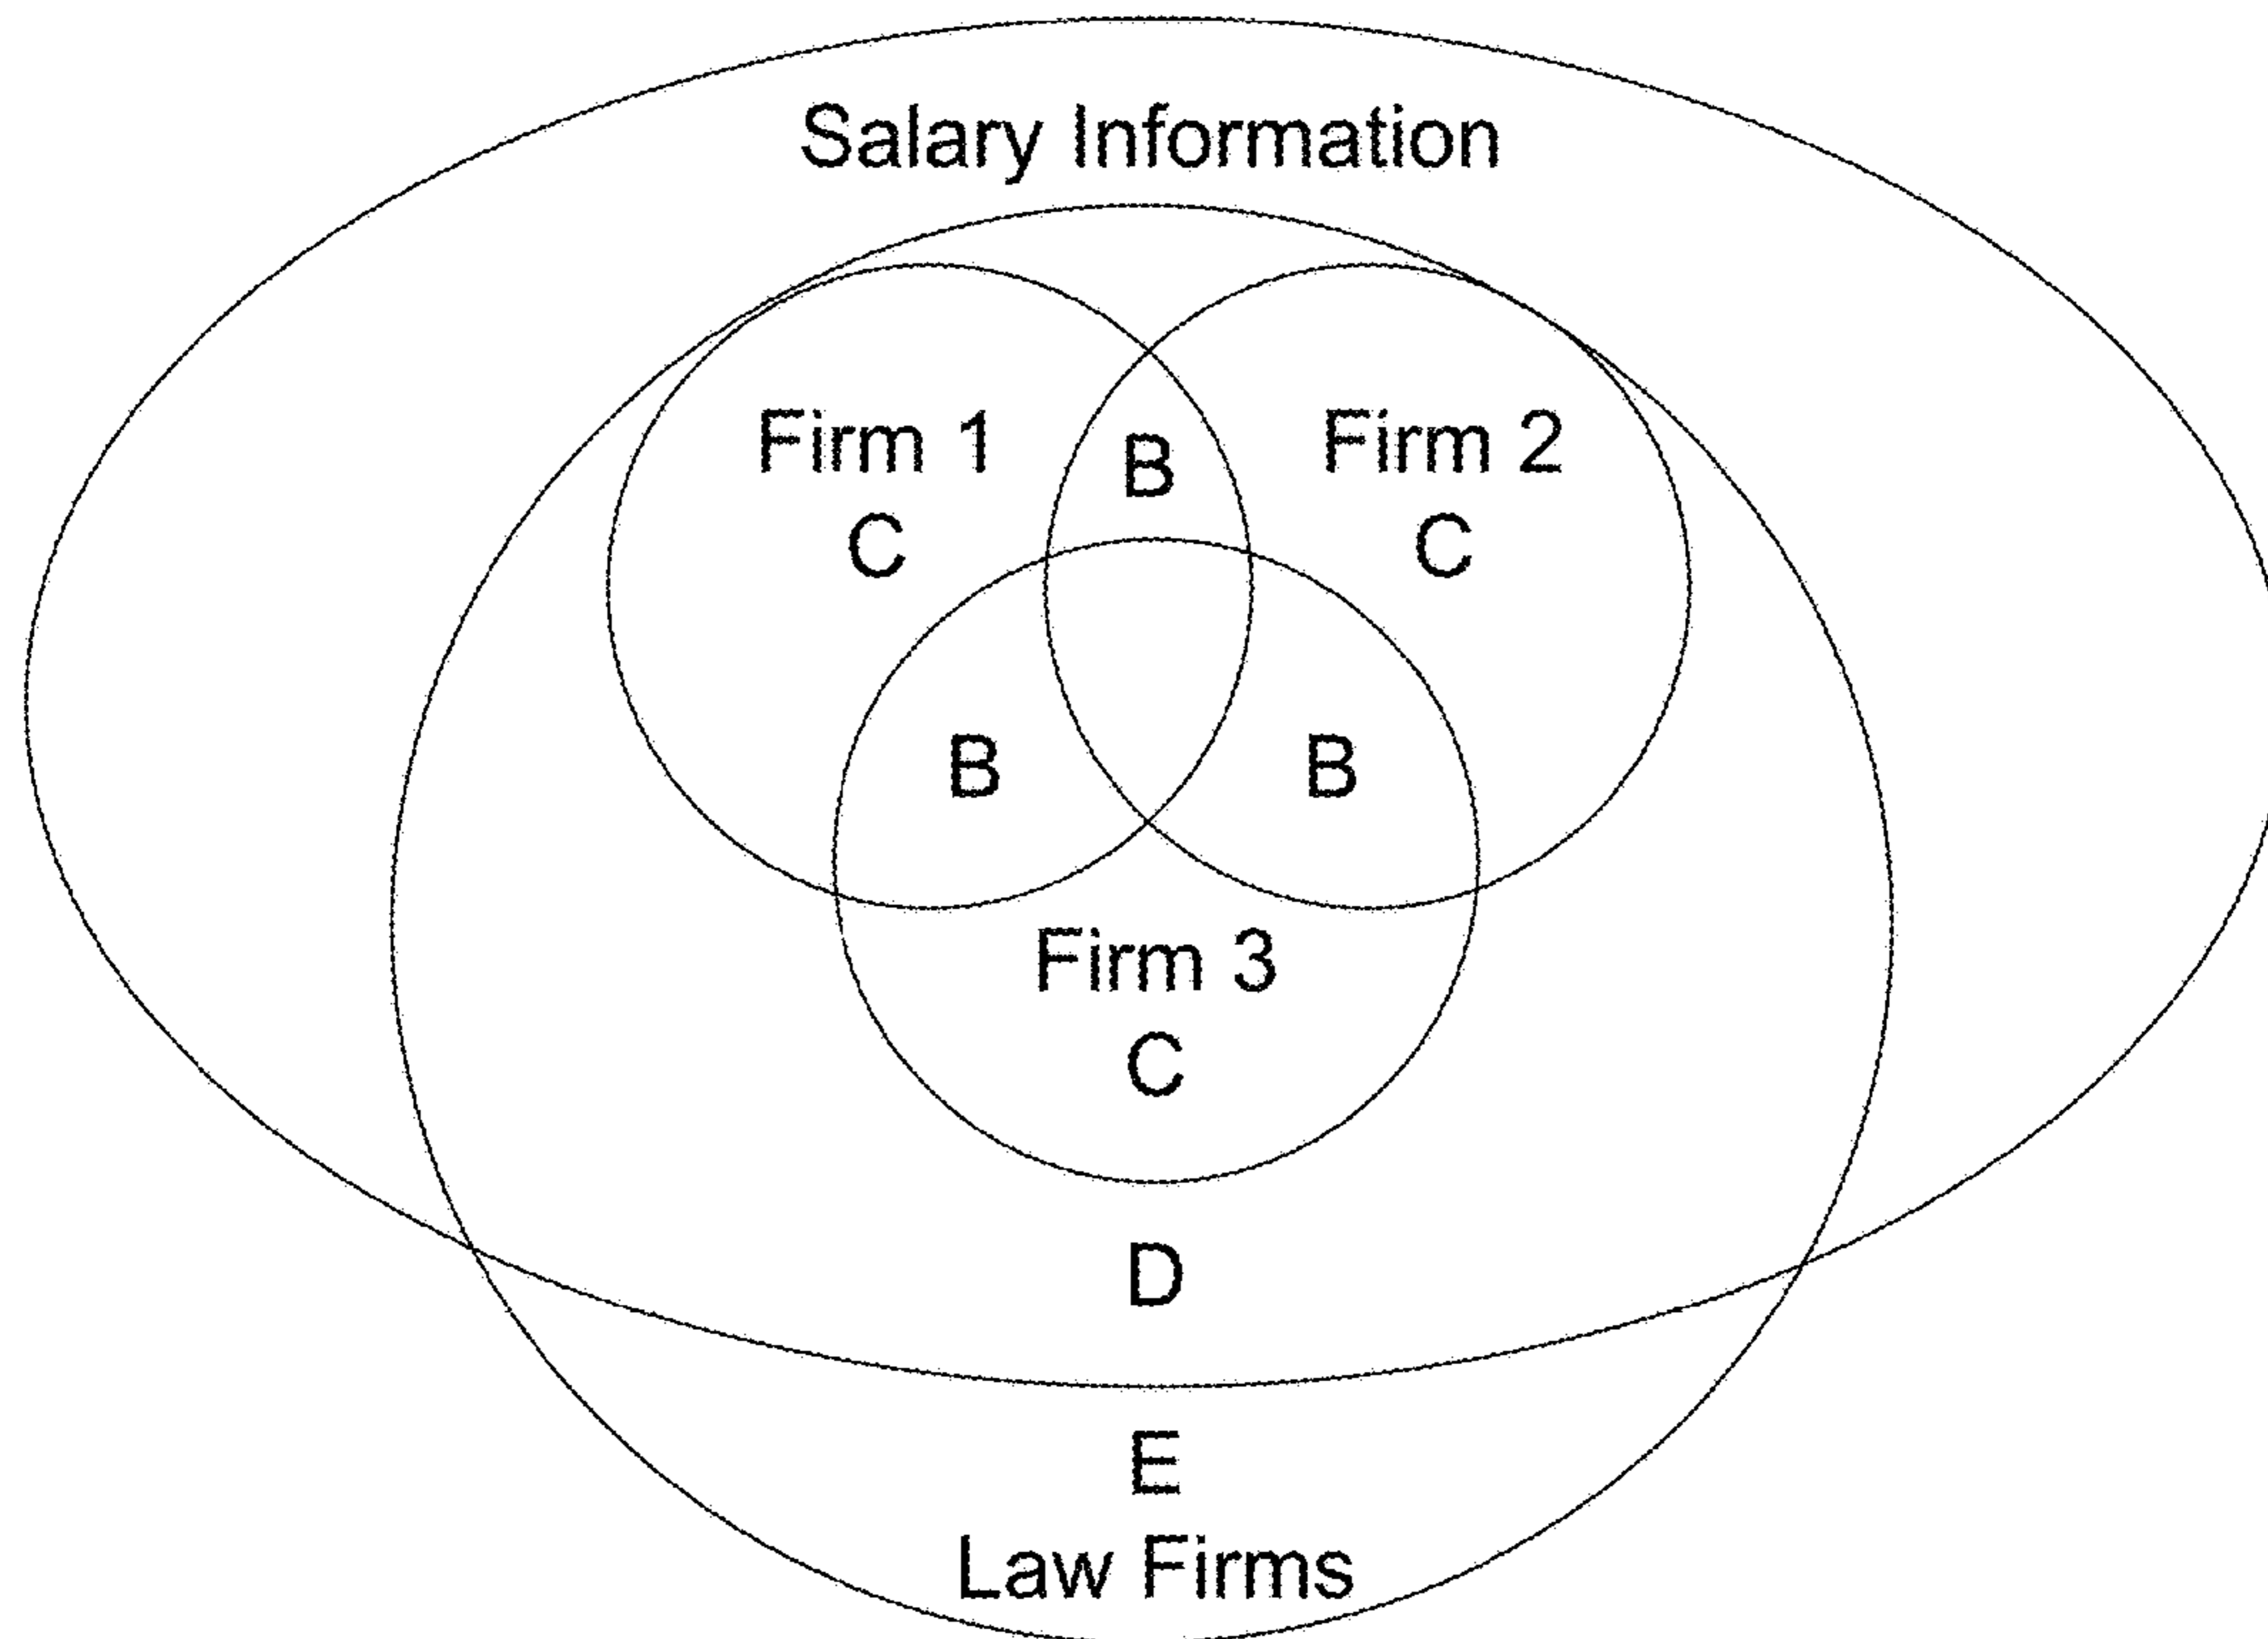 Salary Information
Firm 1
B
Firm 2
C
C
B
B
Firm 3
C
D
E
Law Firms